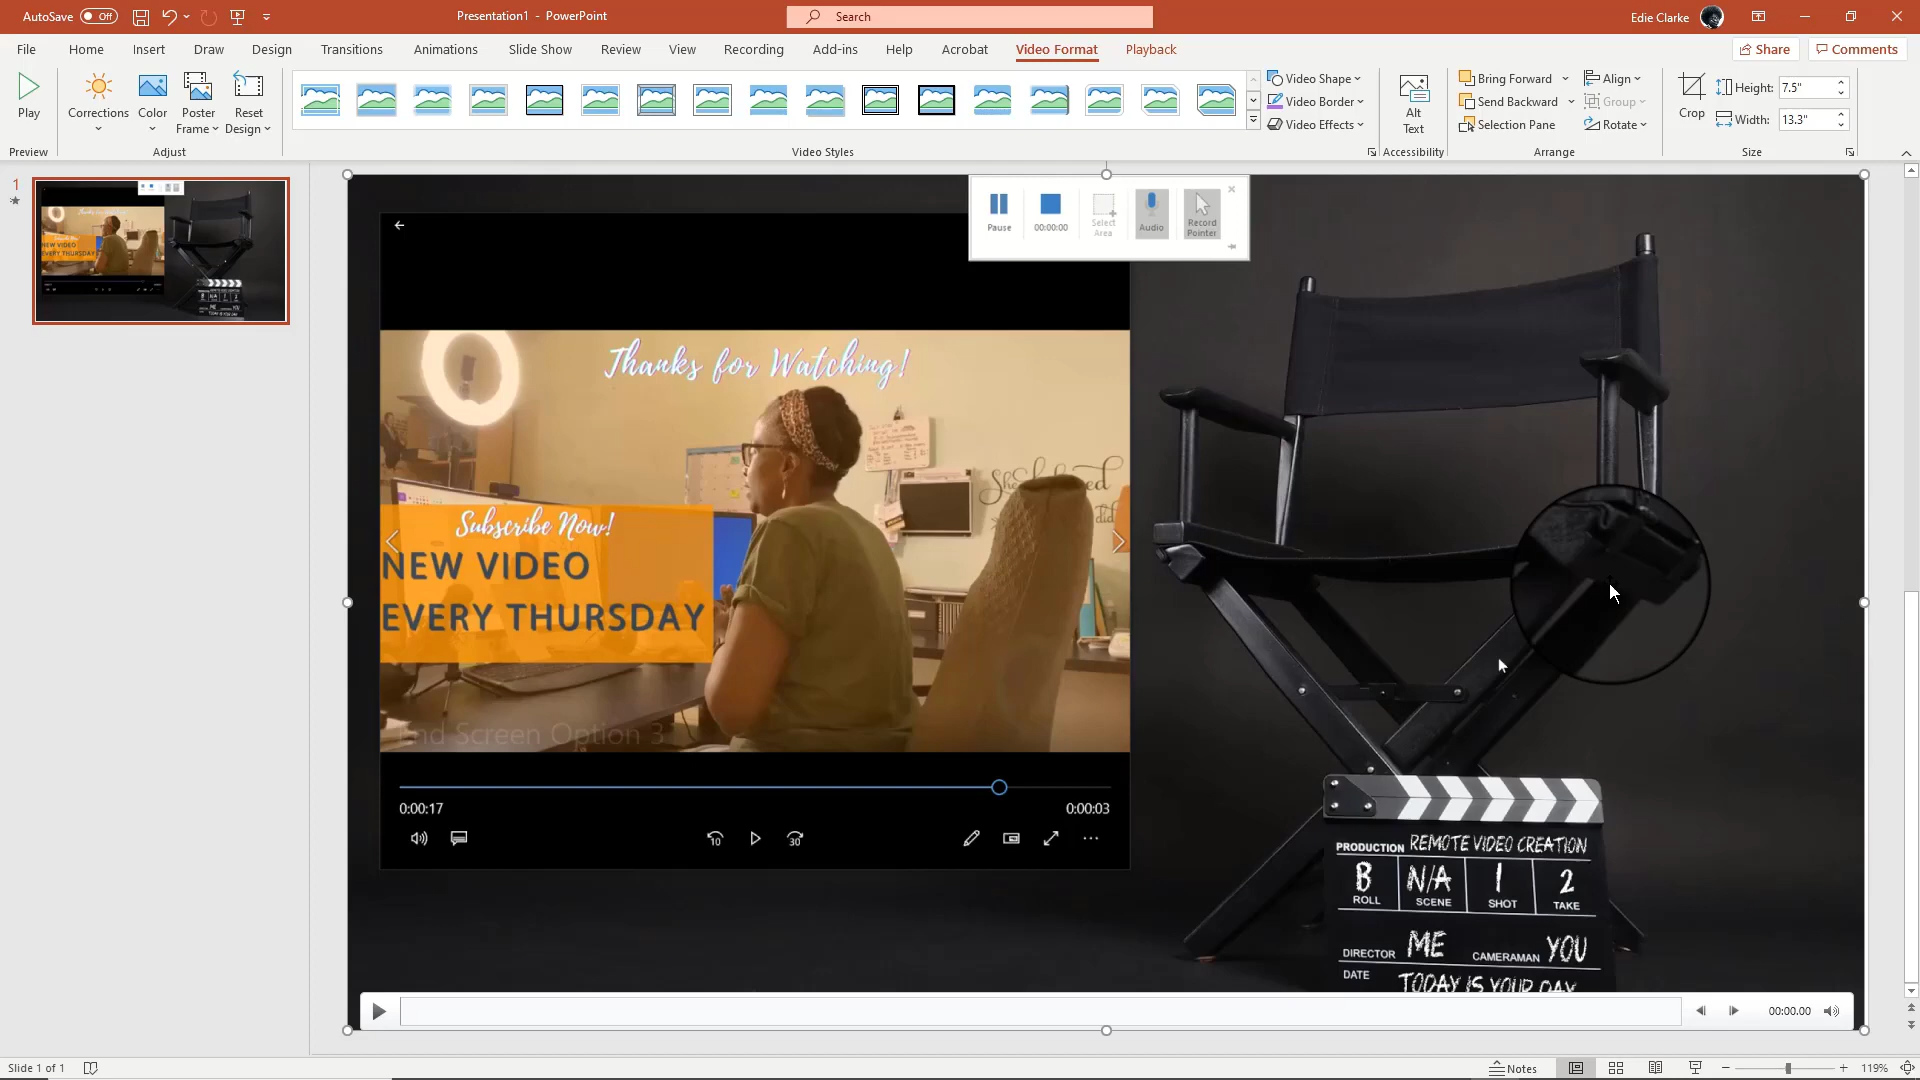 AutoSave Off
Presentation1 - PowerPoint
Search
Edie Clarke
File Home Insert Draw Design Transitions Animations Slide Show Review View Recording Add-ins Help Acrobat Video Format Playback
Share Comments
Play
Corrections
Color
Poster
Frame
Reset
Design
Video Shape
Video Border
Video Effects
Alt
Text
Bring Forward
Send Backward
Selection Pane
Align
Group
Rotate
Crop
Height: 7.5"
Width: 13.3"
Preview Adjust Video Styles Accessibility Arrange Size
1
Pause
00:00:00
Select
Area
Audio
Record
Pointer
Thanks for Watching!
Subscribe Now!
NEW VIDEO
EVERY THURSDAY
End Screen Option 3
0:00:17 0:00:03
10 30
PRODUCTION REMOTE VIDEO CREATION
B N/A 1 2
ROLL SCENE SHOT TAKE
DIRECTOR ME CAMERAMAN YOU
DATE TODAY IS YOUR DAY
00:00.00
Slide 1 of 1
Notes
119%